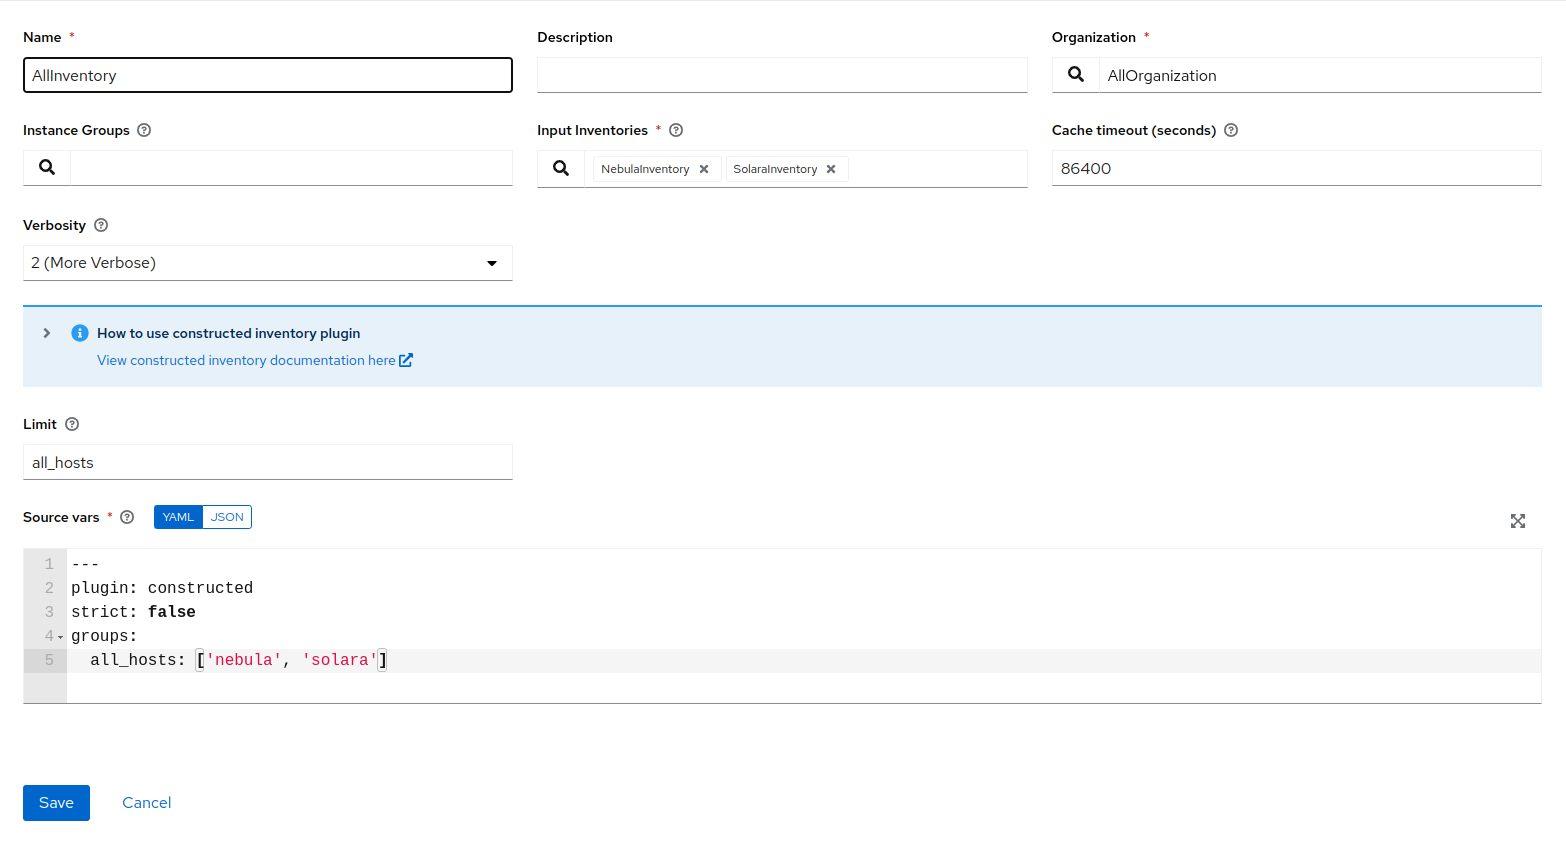 Name *
Description
Organization *
AllInventory
AllOrganization
Instance Groups
Input Inventories *
Cache timeout (seconds)
NebulaInventory
SolaraInventory
86400
Verbosity
2 (More Verbose)
How to use constructed inventory plugin
View constructed inventory documentation here
Limit
all_hosts
Source vars *
YAML
JSON
1 ---
2 plugin: constructed
3 strict: false
4 groups:
5   all_hosts: ['nebula', 'solara']
Save
Cancel